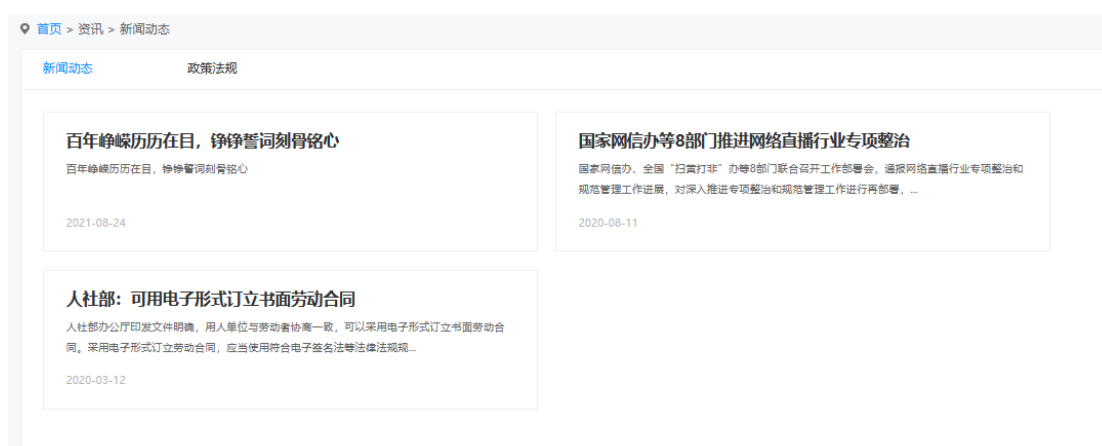 首页 > 资讯 > 新闻动态
新闻动态 政策法规
百年峥嵘历历在目，铮铮誓词刻骨铭心
百年峥嵘历历在目，铮铮誓词刻骨铭心
2021-08-24
国家网信办等8部门推进网络直播行业专项整治
国家网信办、全国“扫黄打非”办等8部门联合召开工作部署会，通报网络直播行业专项整治和
规范管理工作进展，对深入推进专项整治和规范管理工作进行再部署，...
2020-08-11
人社部：可用电子形式订立书面劳动合同
人社部办公厅印发文件明确，用人单位与劳动者协商一致，可以采用电子形式订立书面劳动合
同。采用电子形式订立劳动合同，应当使用符合电子签名法等法律法规规...
2020-03-12